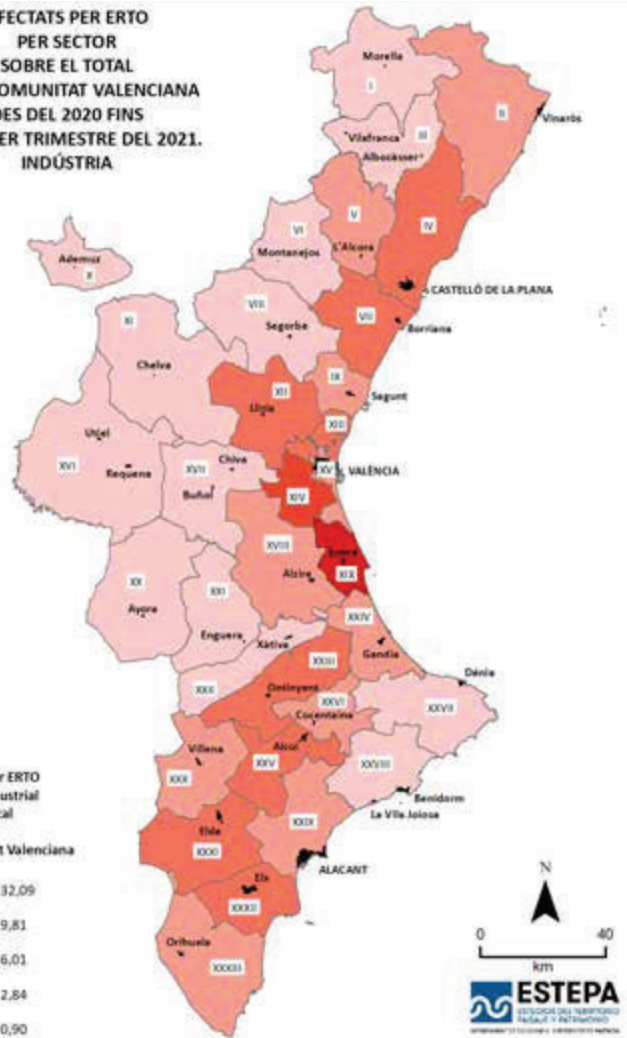 FECTATS PER ERTO
PER SECTOR
SOBRE EL TOTAL
OMUNITAT VALENCIANA
DES DEL 2020 FINS
ER TRIMESTRE DEL 2021.
INDÚSTRIA
Morella
I
II
Vinaròs
Vilafranca
III
Albocàsser
IV
V
L'Alcora
VI
Montanejos
Ademuz
X
CASTELLÓ DE LA PLANA
VII
Borriana
VIII
Segorbe
XI
Chelva
IX
Sagunt
XII
Llíria
XIII
Utiel
XVI
Requena
XVII
Chiva
Buñol
XV
VALÈNCIA
XIV
XVIII
Sueca
XIX
Alzira
XX
Ayora
XXI
Enguera
Xàtiva
XXIV
Gandia
XXII
XXIII
Ontinyent
Dénia
XXVI
Cocentaina
XXVII
Villena
XXX
Alcoi
XXV
XXVIII
Benidorm
La Vila Joiosa
r ERTO
ustrial
tal
t Valenciana
32,09
9,81
6,01
2,84
0,90
Elda
XXXI
XXIX
ALACANT
Elx
XXXII
Orihuela
XXXIII
N
0 40
km
ESTEPA
ESTUDIOS DEL TERRITORIO
PAISAJE Y PATRIMONIO